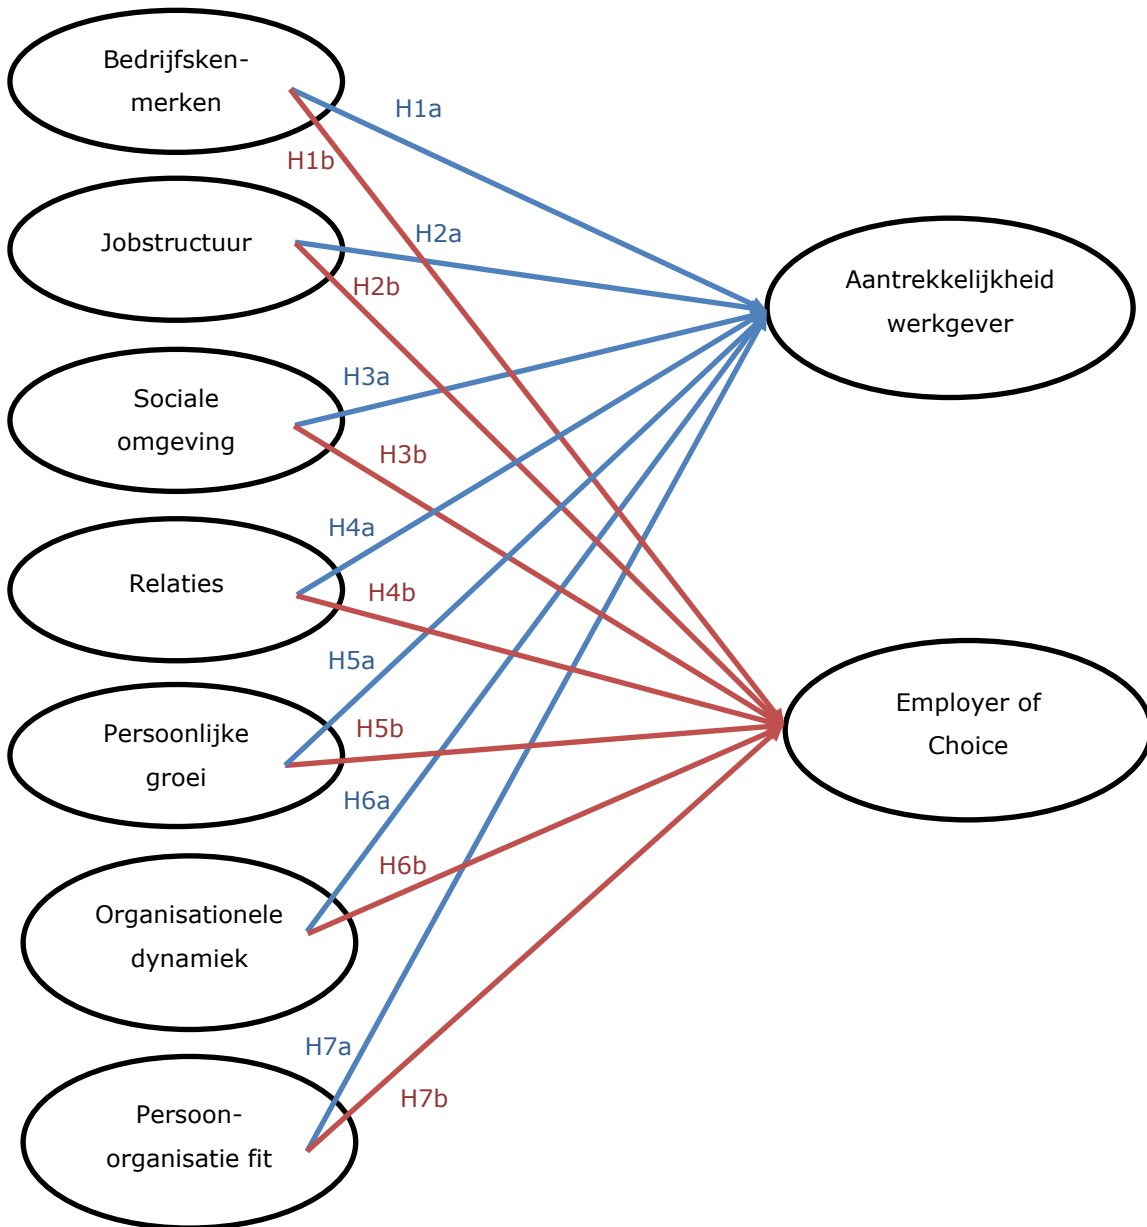 Bedrijfsken-
merken
H1a
H1b
Jobstructuur
H2a
H2b
Aantrekkelijkheid
werkgever
Sociale
omgeving
H3a
H3b
Relaties
H4a
H4b
Persoonlijke
groei
H5a
H5b
Employer of
Choice
Organisationele
dynamiek
H6a
H6b
Persoon-
organisatie fit
H7a
H7b